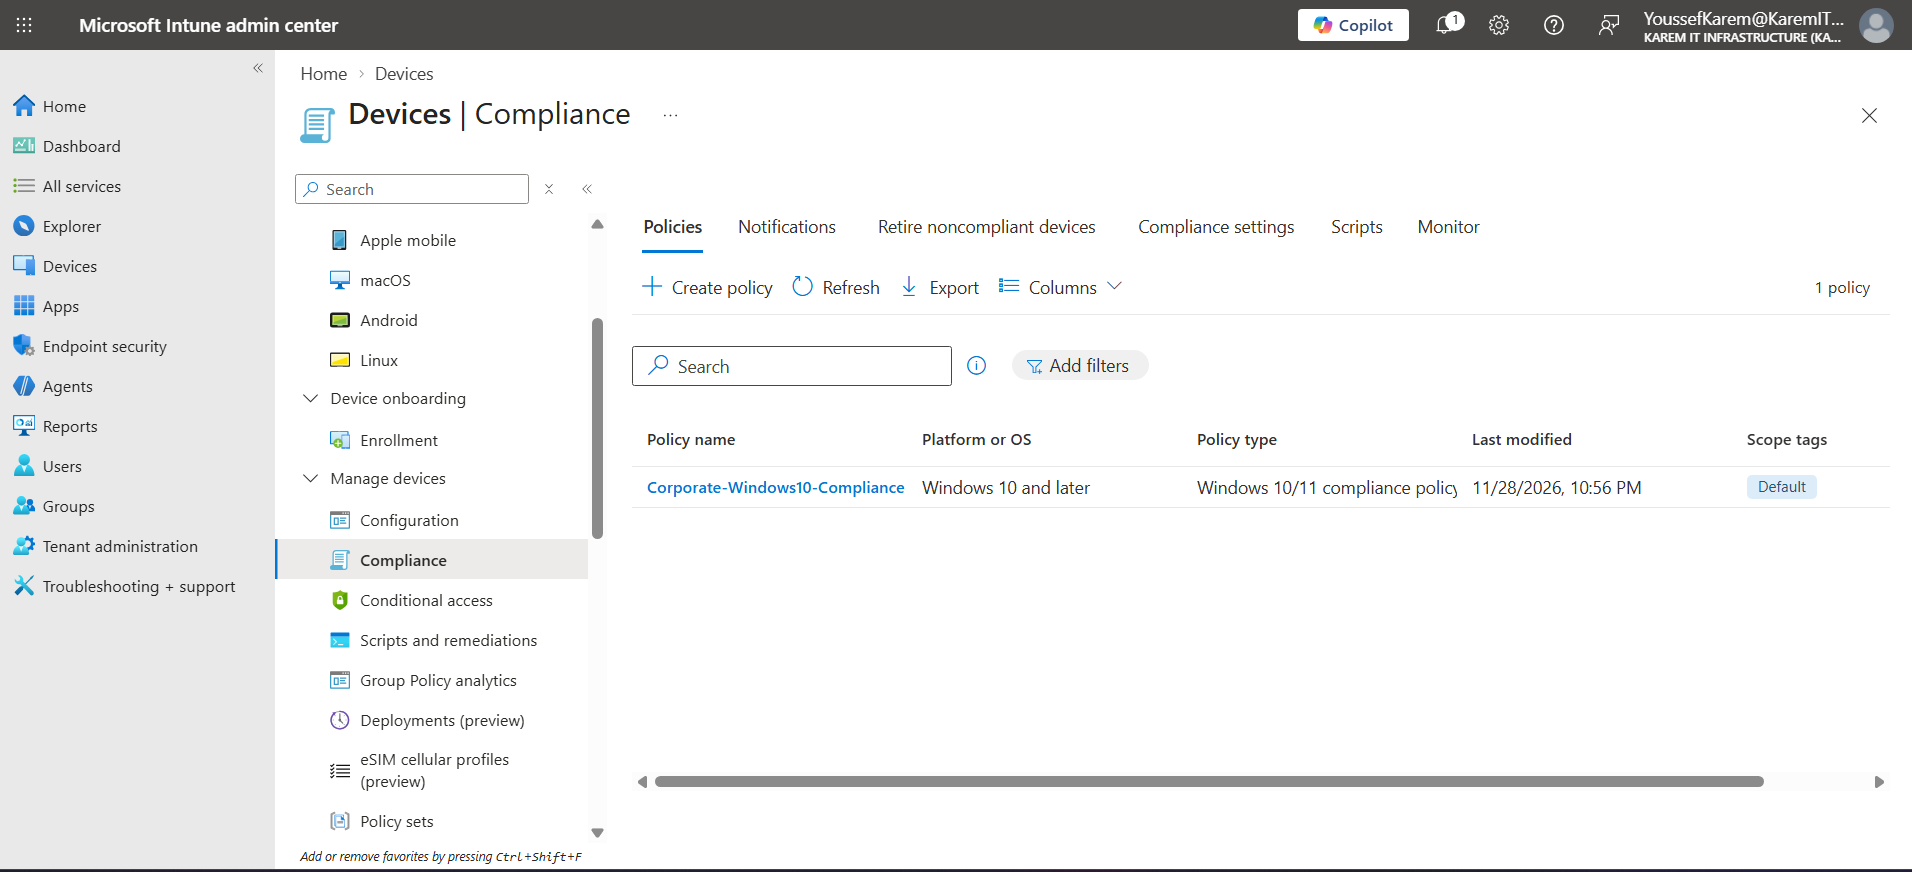 Microsoft Intune admin center
Copilot
1
YoussefKarem@KaremIT...
KAREM IT INFRASTRUCTURE (KA...
Home
Dashboard
All services
Explorer
Devices
Apps
Endpoint security
Agents
Reports
Users
Groups
Tenant administration
Troubleshooting + support
Home > Devices
Devices | Compliance ...
Search
Apple mobile
macOS
Android
Linux
Device onboarding
Enrollment
Manage devices
Configuration
Compliance
Conditional access
Scripts and remediations
Group Policy analytics
Deployments (preview)
eSIM cellular profiles
(preview)
Policy sets
Add or remove favorites by pressing Ctrl+Shift+F
Policies Notifications Retire noncompliant devices Compliance settings Scripts Monitor
Create policy Refresh Export Columns 1 policy
Search Add filters
Policy name Platform or OS Policy type Last modified Scope tags
Corporate-Windows10-Compliance Windows 10 and later Windows 10/11 compliance policy 11/28/2026, 10:56 PM Default